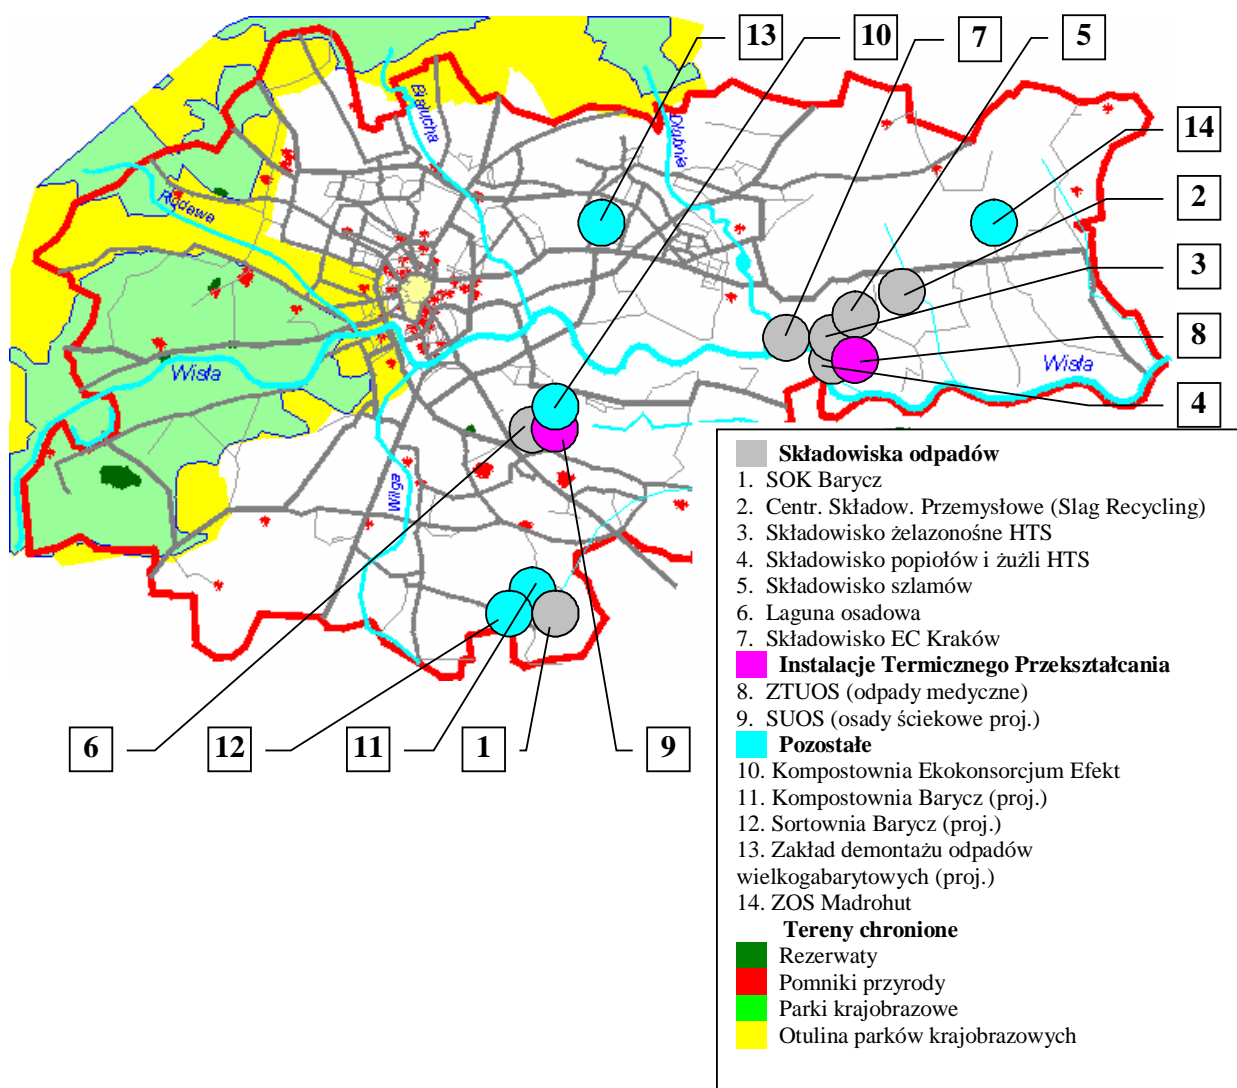 13
10
7
5
14
2
3
8
4
Białucha
Dłubnia
Rudawa
Wisła
Wisła
Wilga
6
12
11
1
9
Składowiska odpadów
1. SOK Barycz
2. Centr. Składow. Przemysłowe (Slag Recycling)
3. Składowisko żelazonośne HTS
4. Składowisko popiołów i żużli HTS
5. Składowisko szlamów
6. Laguna osadowa
7. Składowisko EC Kraków
Instalacje Termicznego Przekształcania
8. ZTUOS (odpady medyczne)
9. SUOS (osady ściekowe proj.)
Pozostałe
10. Kompostownia Ekokonsorcjum Efekt
11. Kompostownia Barycz (proj.)
12. Sortownia Barycz (proj.)
13. Zakład demontażu odpadów
wielkogabarytowych (proj.)
14. ZOS Madrohut
Tereny chronione
Rezerwaty
Pomniki przyrody
Parki krajobrazowe
Otulina parków krajobrazowych